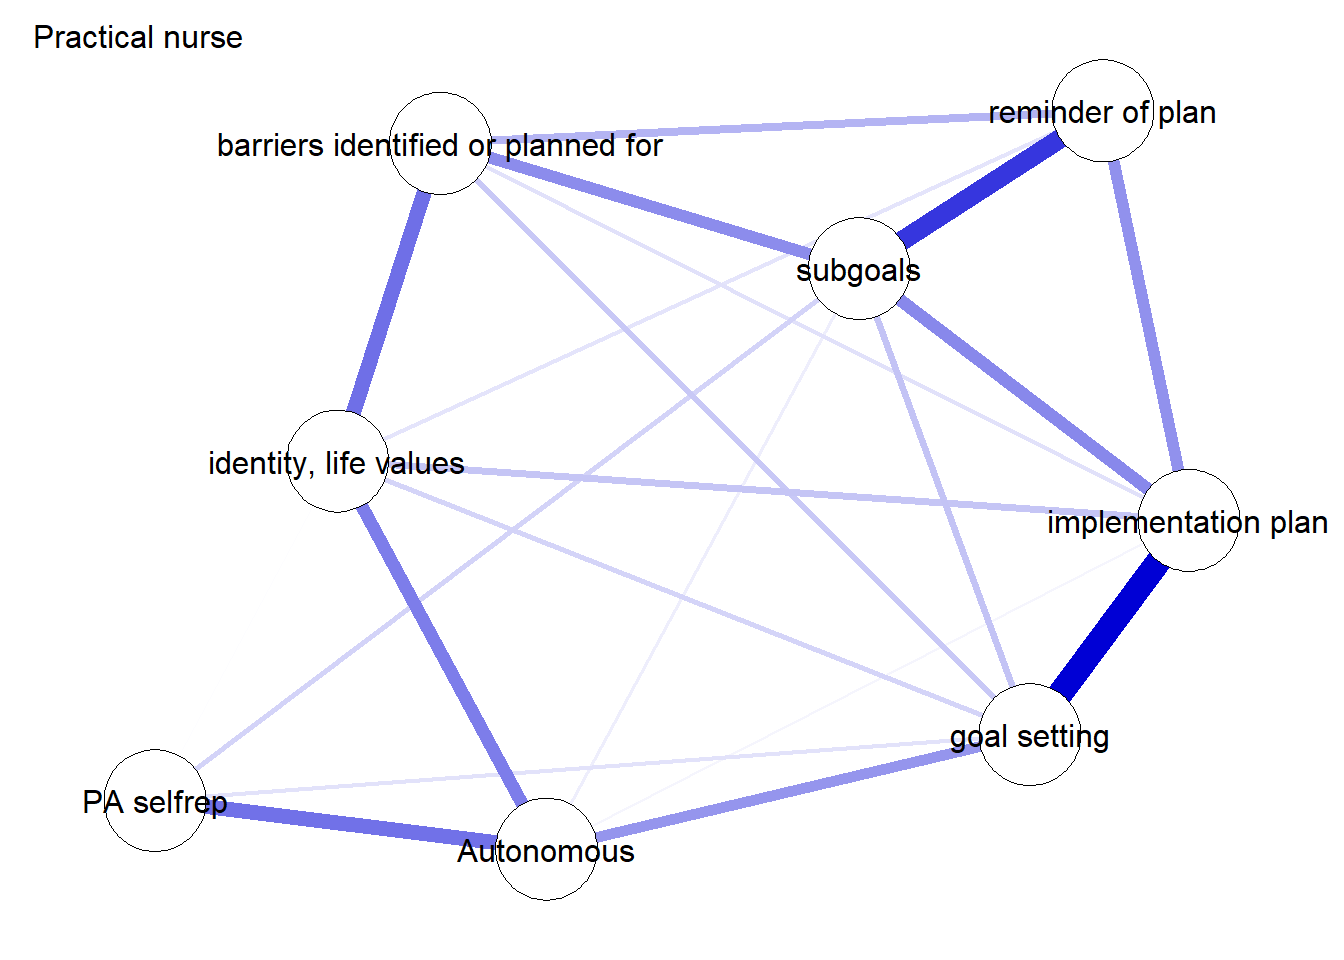 Practical nurse
reminder of plan
barriers identified or planned for
subgoals
identity, life values
implementation plan
goal setting
PA selfrep
Autonomous